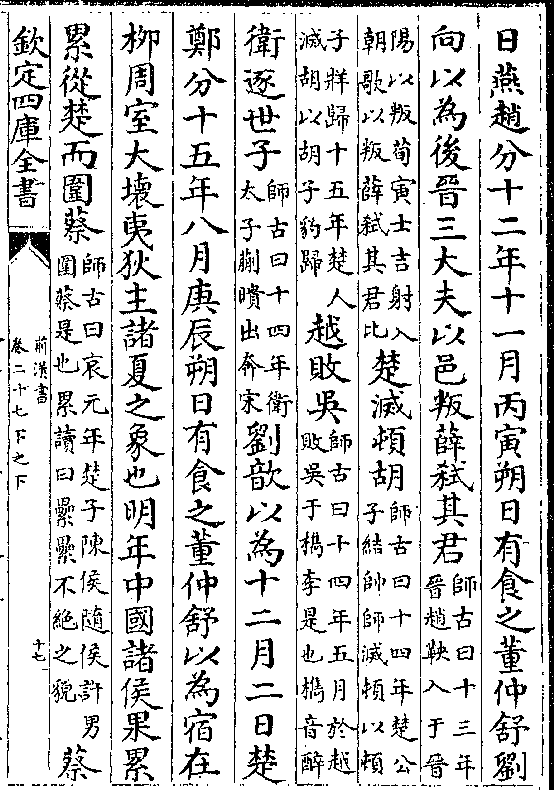 日燕趙分十二年十一月丙寅朔日有食之董仲舒劉
向以為後晉三大夫以邑叛薛弑其君師古曰十三年晉趙鞅入于晉
陽以叛荀寅士吉射入朝歌以叛薛弑其君比楚滅頓胡師古曰十四年楚公子結帥師滅頓以頓
子牂歸十五年楚人滅胡以胡子豹歸越敗吳師古曰十四年五月於越敗吳于檇李是也檇音醉
衛逐世子師古曰十四年衛太子蒯聵出奔宋劉歆以為十二月二日楚
鄭分十五年八月庚辰朔日有食之董仲舒以為宿在
柳周室大壞夷狄主諸夏之象也明年中國諸侯果累
累從楚而圍蔡師古曰哀元年楚子陳侯隨侯許男圍蔡是也累讀曰纍纍不絶之貌蔡
欽定四庫全書
前漢書
卷二十七下之下
十七